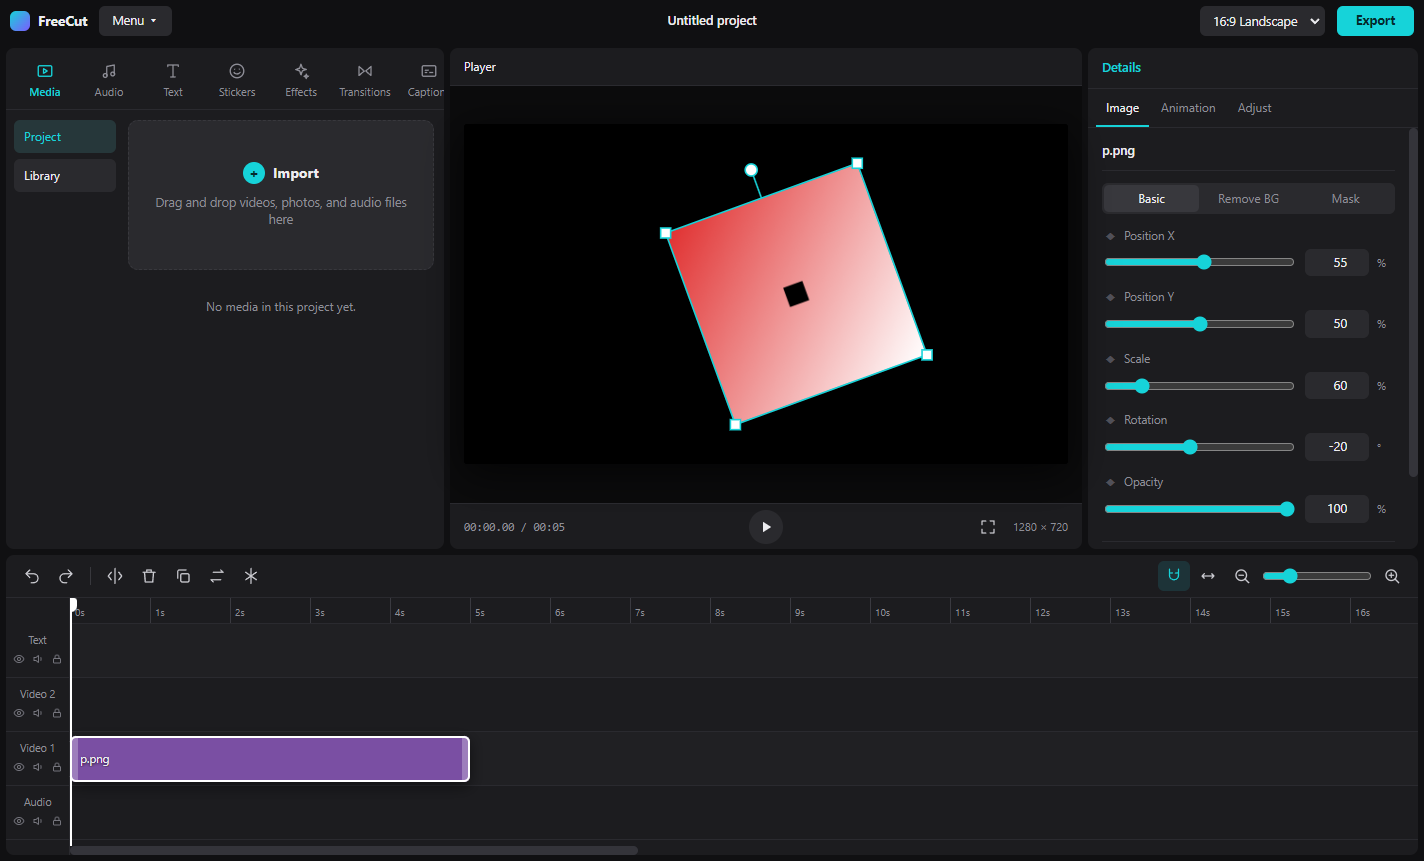 FreeCut
Menu
Untitled project
16:9 Landscape
Export
Media
Audio
Text
Stickers
Effects
Transitions
Caption
Project
Library
+ Import
Drag and drop videos, photos, and audio files
here
No media in this project yet.
Player
00:00.00 / 00:05
1280 × 720
Details
Image
Animation
Adjust
p.png
Basic
Remove BG
Mask
Position X
55 %
Position Y
50 %
Scale
60 %
Rotation
-20 °
Opacity
100 %
0s 1s 2s 3s 4s 5s 6s 7s 8s 9s 10s 11s 12s 13s 14s 15s 16s
Text
Video 2
Video 1
p.png
Audio